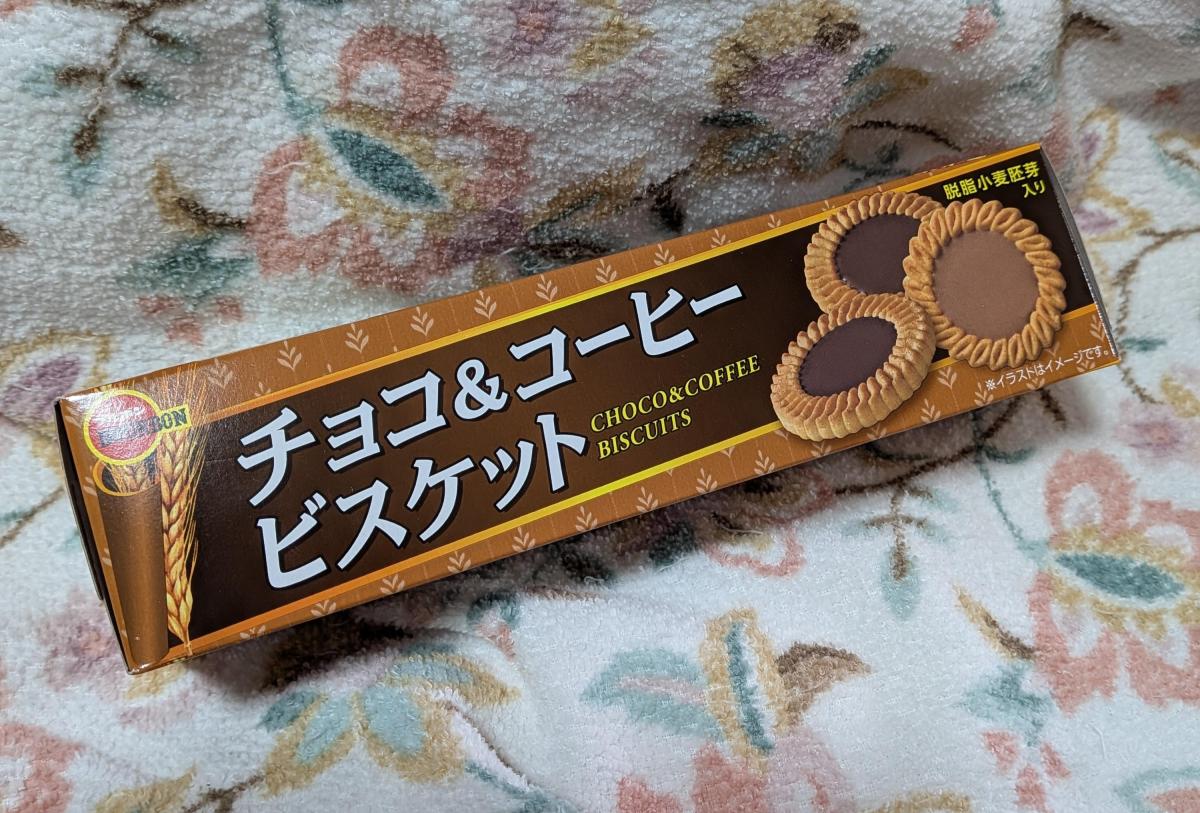 BOURBON
チョコ&コーヒー
ビスケット
CHOCO&COFFEE
BISCUITS
脱脂小麦胚芽
入り
※イラストはイメージです。